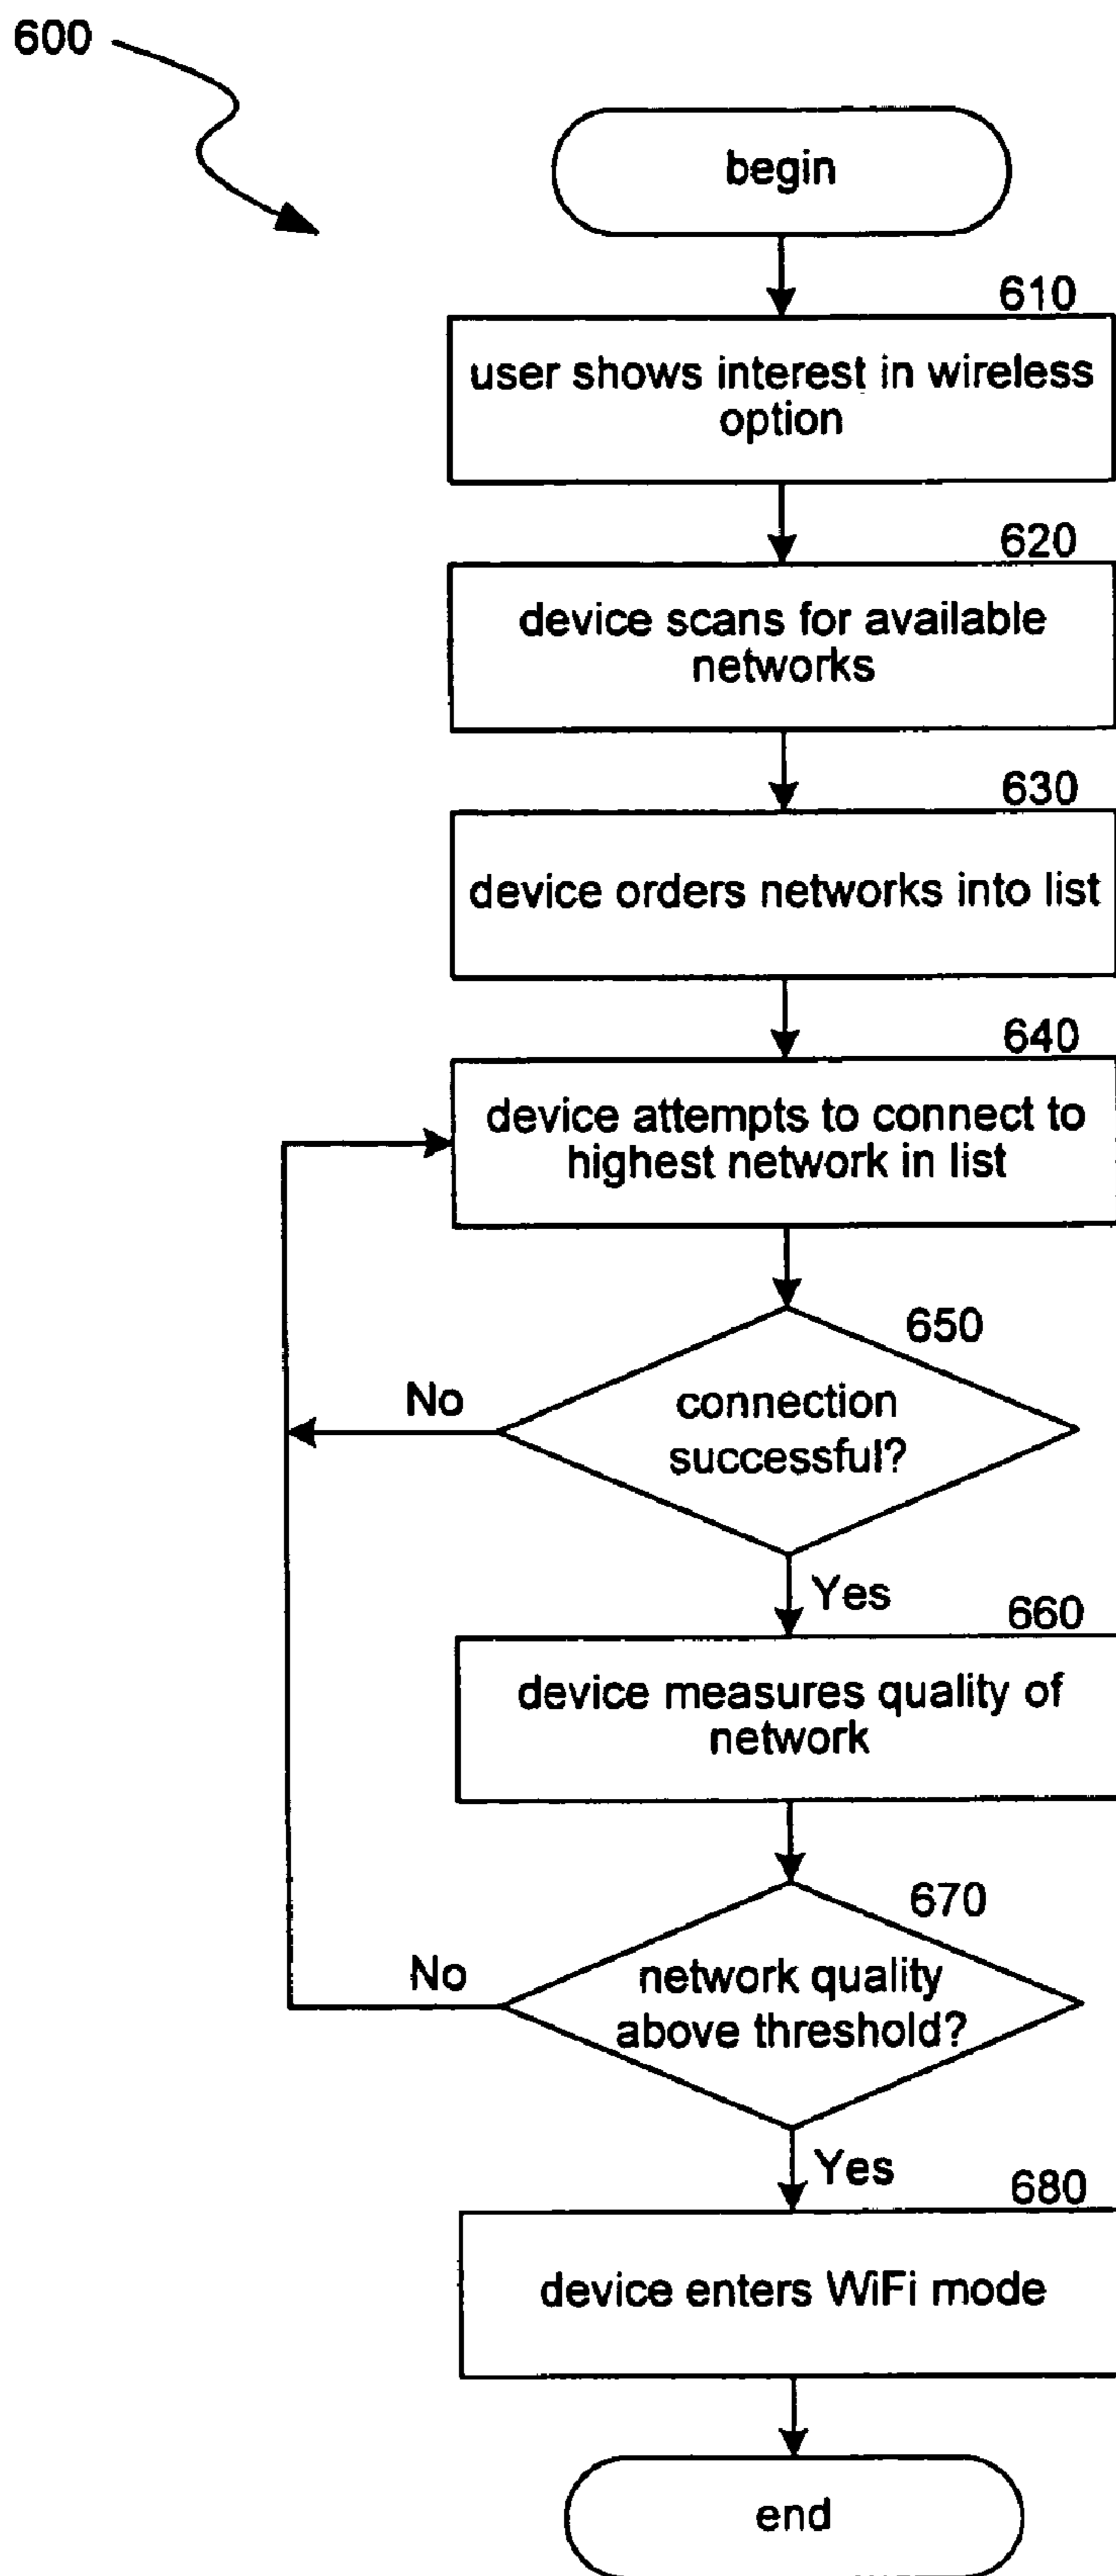 600
begin
610
user shows interest in wireless
option
620
device scans for available
networks
630
device orders networks into list
640
device attempts to connect to
highest network in list
650
connection
successful?
No
Yes
660
device measures quality of
network
670
network quality
above threshold?
No
Yes
680
device enters WiFi mode
end